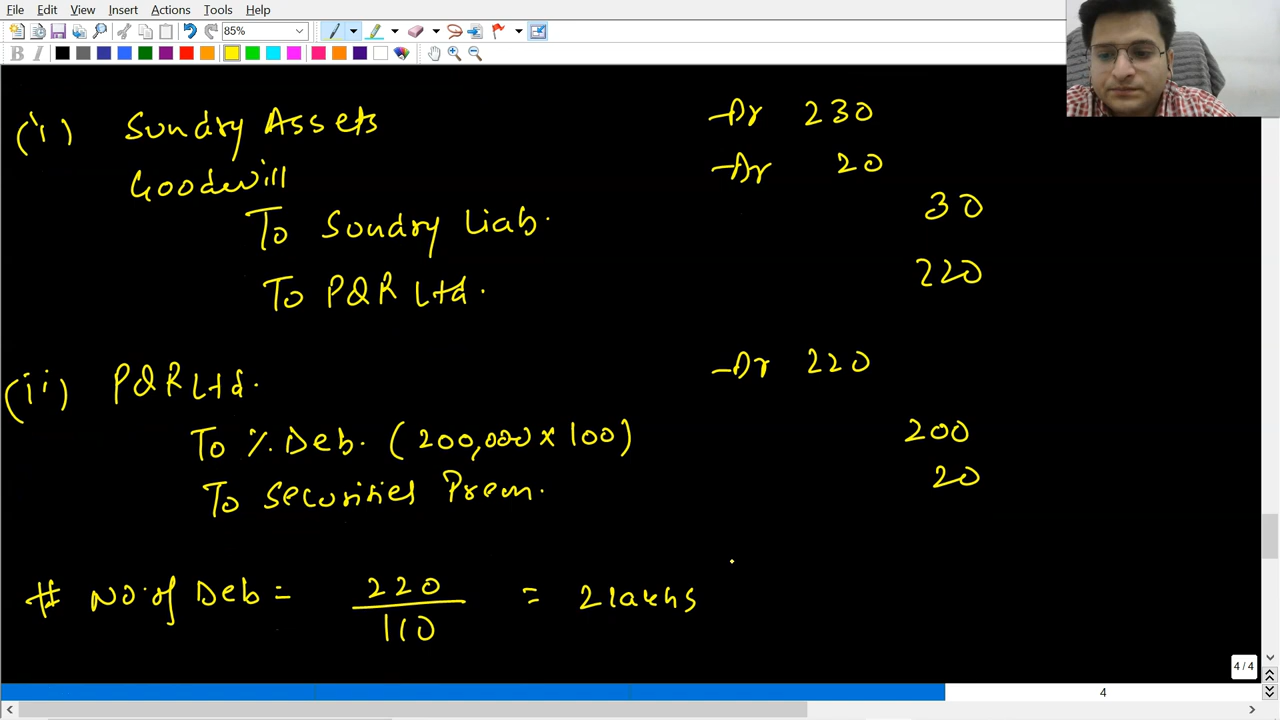 File Edit View Insert Actions Tools Help
85%
(i) Sundry Assets -Dr 230
Goodwill -Dr 20
To Sundry Liab. 30
To PQR Ltd. 220
(ii) PQR Ltd. -Dr 220
To %. Deb. (200,000 x 100) 200
To Securities Prem. 20
# No. of Deb = 220 / 110 = 2 lakhs
4 / 4
4